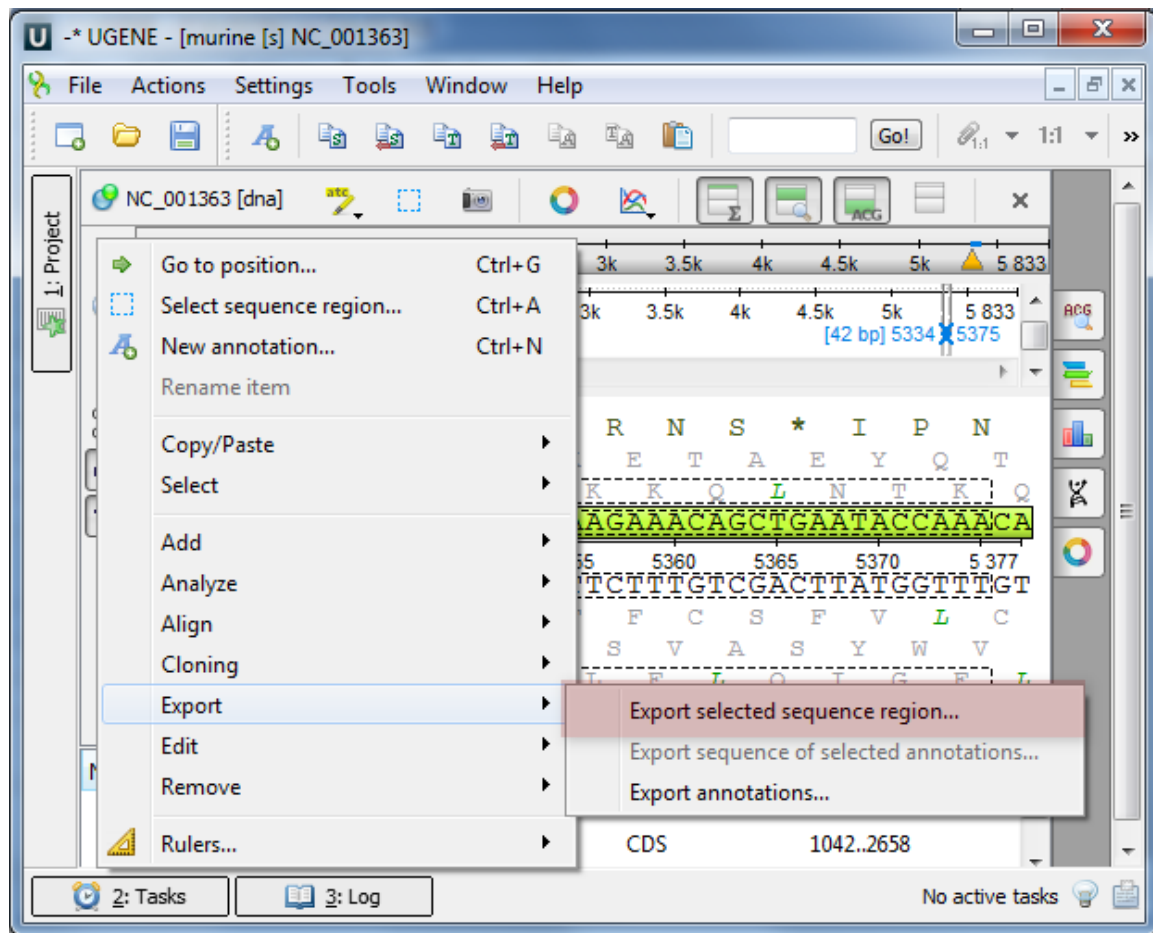 U -* UGENE - [murine [s] NC_001363]
File Actions Settings Tools Window Help
Go! 1:1 1:1 »
1: Project
NC_001363 [dna]
3k 3.5k 4k 4.5k 5k 5 833
3k 3.5k 4k 4.5k 5k 5 833
[42 bp] 5334 5375
Go to position... Ctrl+G
Select sequence region... Ctrl+A
New annotation... Ctrl+N
Rename item
Copy/Paste
Select
Add
Analyze
Align
Cloning
Export
Edit
Remove
Rulers...
R N S * I P N
E T A E Y Q T
K K Q L N T K Q
AAGAAACAGCTGAATACCAAACA
5360 5365 5370 5 377
TTCTTTGTCGACTTATGGTTTGT
F C S F V L C
S V A S Y W V
Export selected sequence region...
Export sequence of selected annotations...
Export annotations...
CDS 1042..2658
2: Tasks 3: Log No active tasks